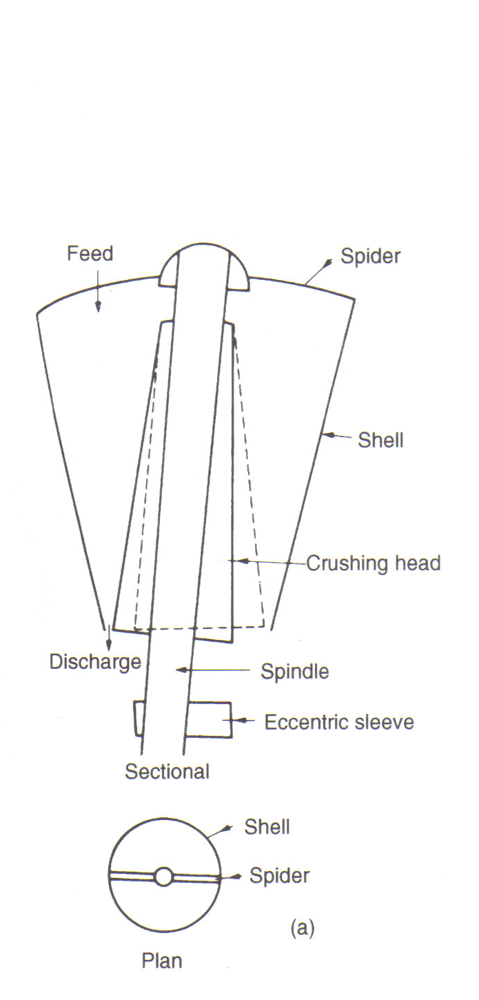 Feed
Spider
Shell
Crushing head
Discharge
Spindle
Eccentric sleeve
Sectional
Shell
Spider
(a)
Plan